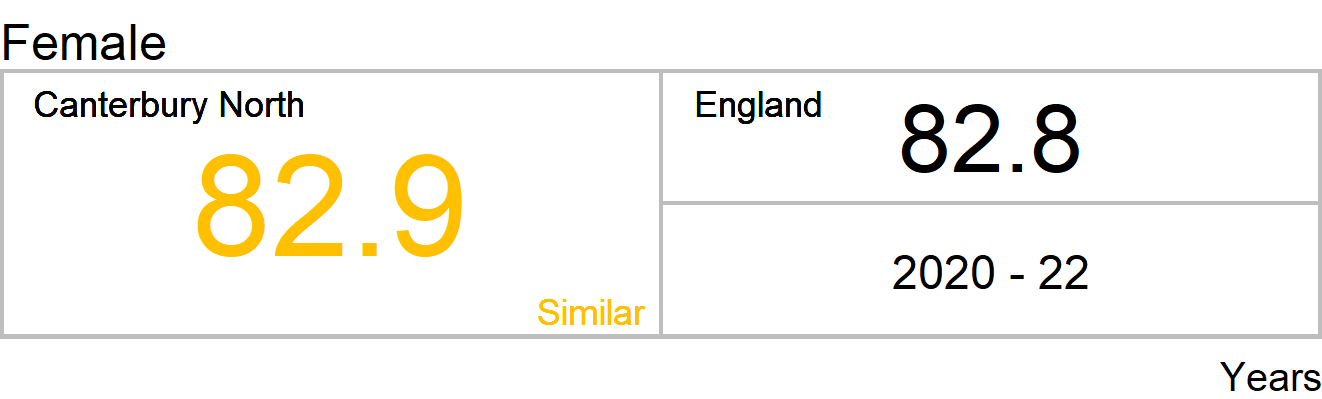 Female
Canterbury North
82.9
Similar
England
82.8
2020 - 22
Years